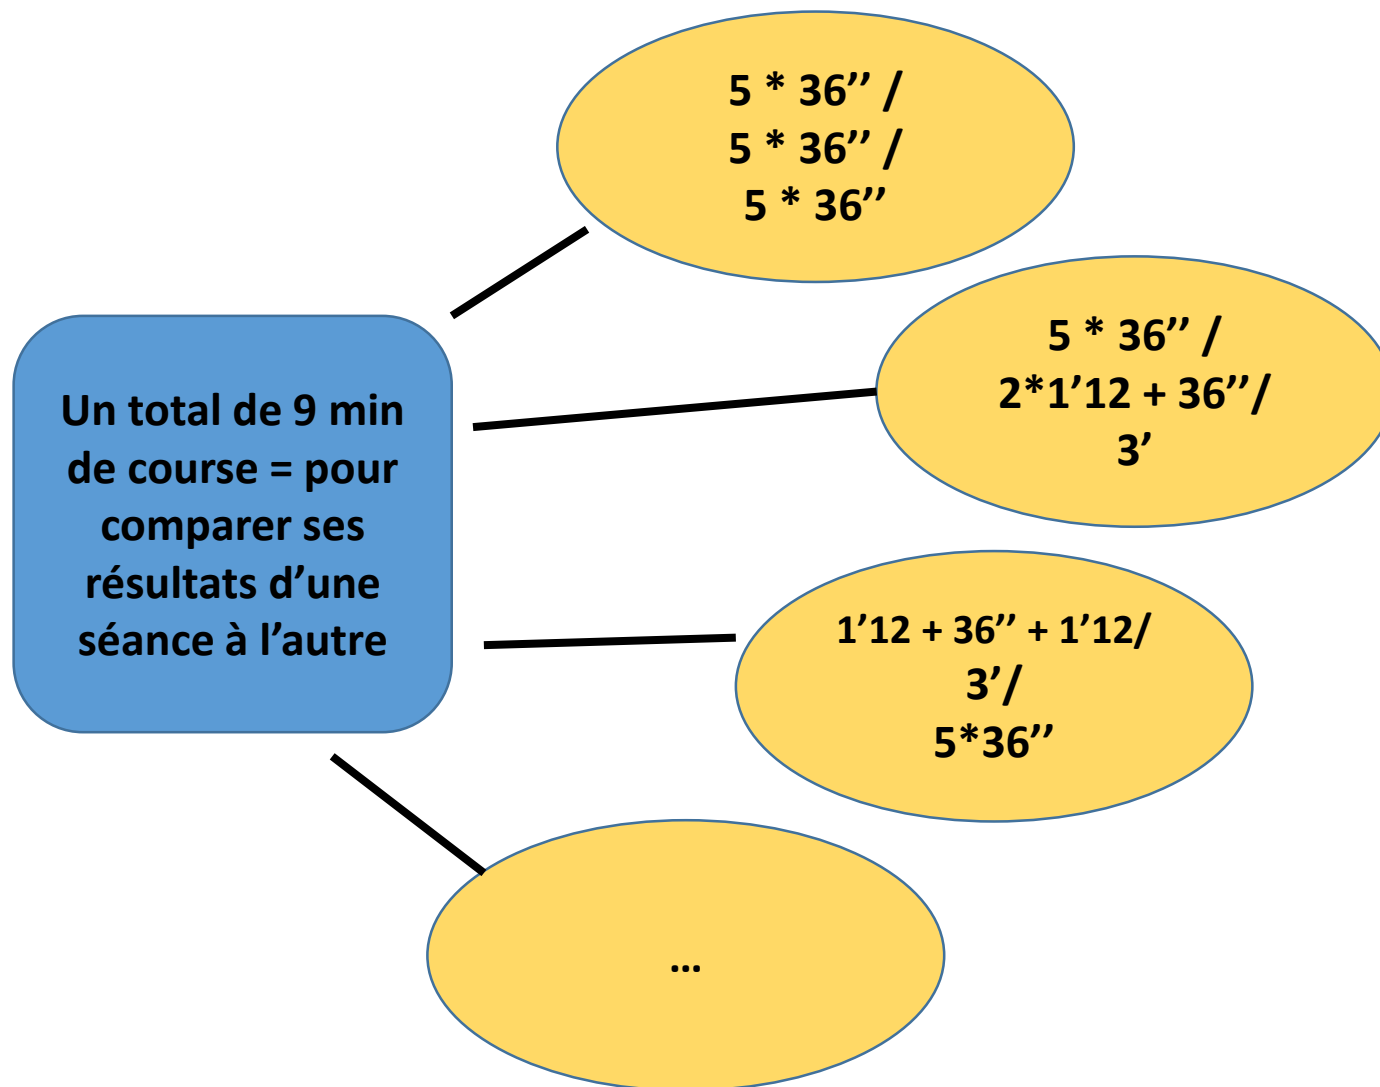 5 * 36’’ /
5 * 36’’ /
5 * 36’’
5 * 36’’ /
2*1’12 + 36’’/
3’
Un total de 9 min
de course = pour
comparer ses
résultats d’une
séance à l’autre
1’12 + 36’’ + 1’12/
3’/
5*36’’
…